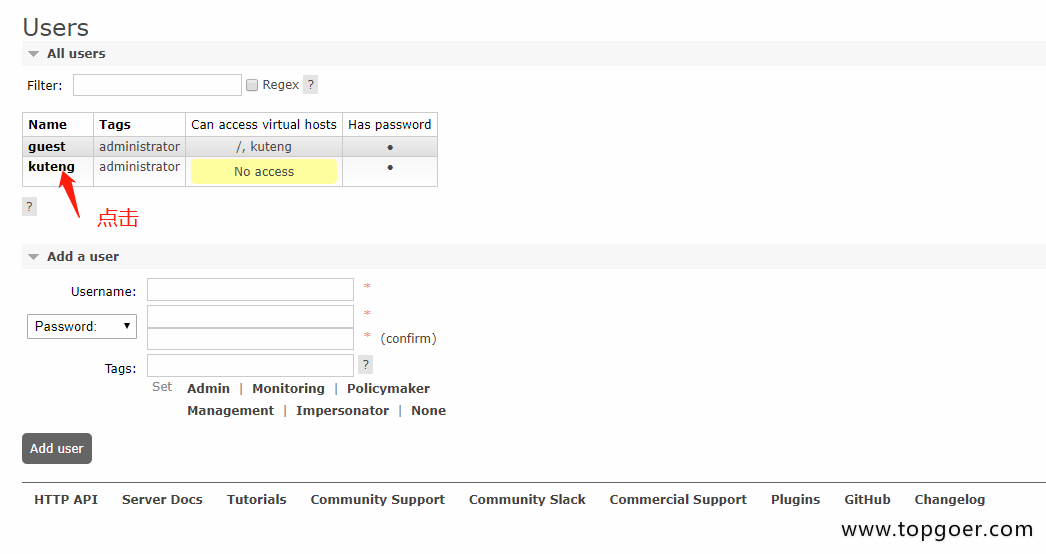 Users
All users
Filter: Regex ?
Name Tags Can access virtual hosts Has password
guest administrator /, kuteng •
kuteng administrator No access •
?
点击
Add a user
Username: *
Password: *
* (confirm)
Tags: ?
Set Admin | Monitoring | Policymaker
Management | Impersonator | None
Add user
HTTP API Server Docs Tutorials Community Support Community Slack Commercial Support Plugins GitHub Changelog
www.topgoer.com